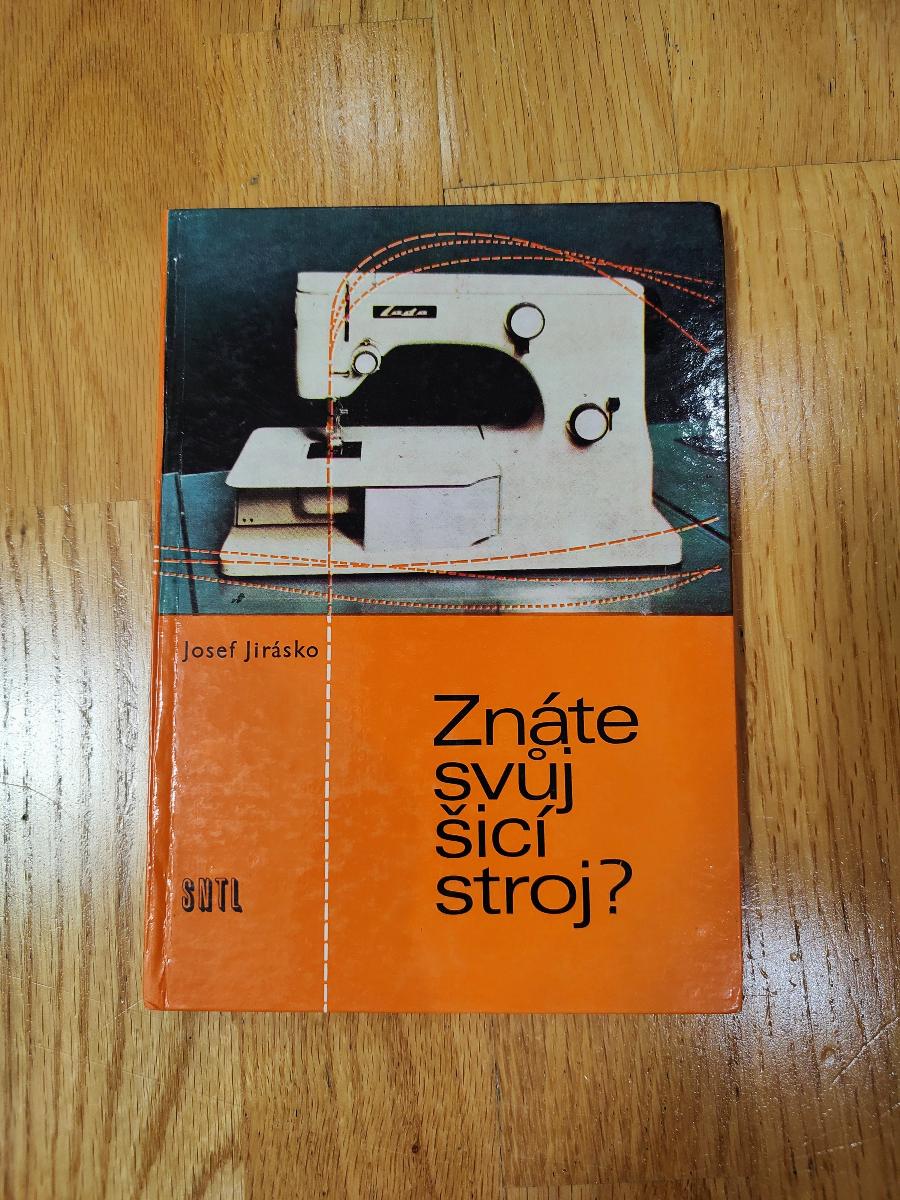 Lada
Josef Jirásko
Znáte
svůj
šicí
stroj?
SNTL